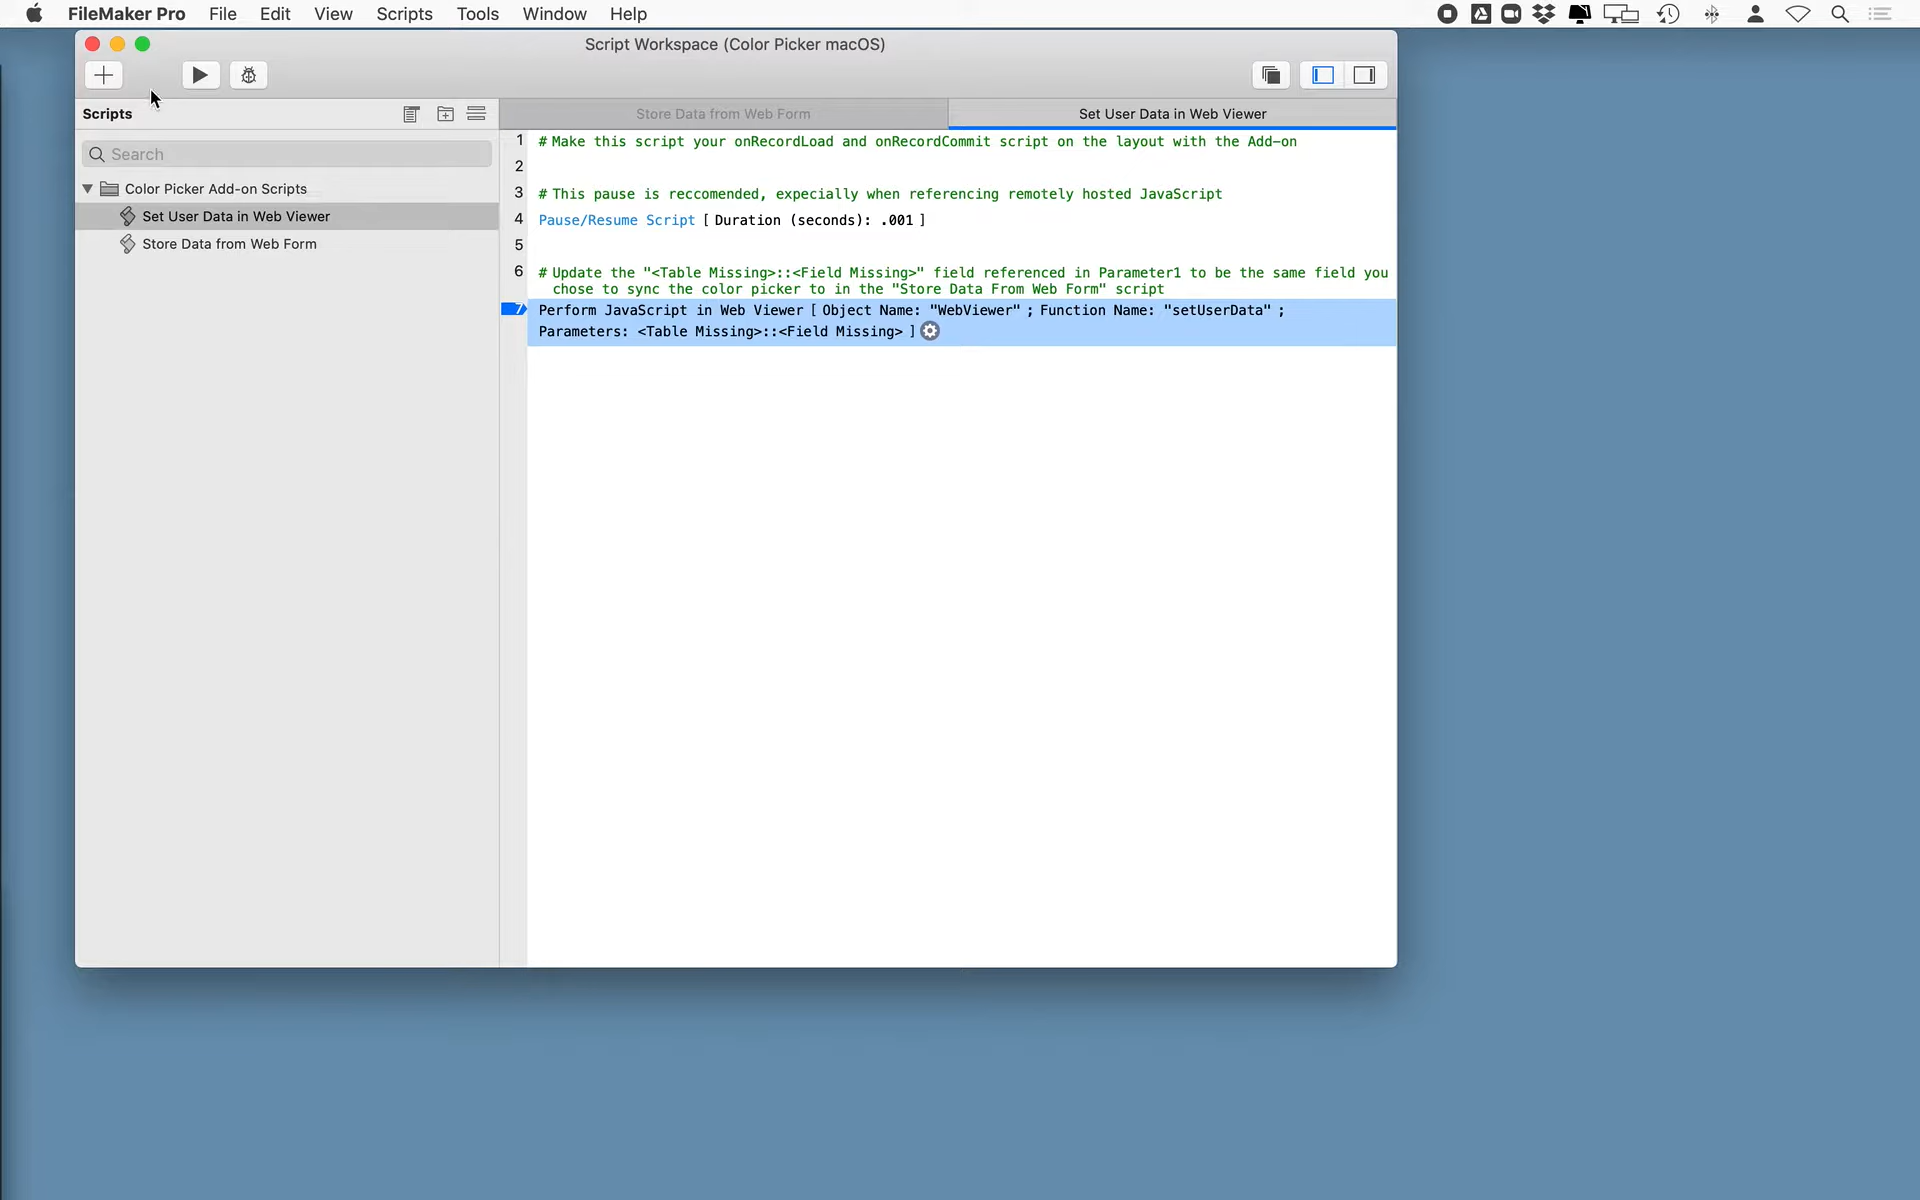 FileMaker Pro File Edit View Scripts Tools Window Help
Script Workspace (Color Picker macOS)
Scripts
Store Data from Web Form
Set User Data in Web Viewer
Search
Color Picker Add-on Scripts
Set User Data in Web Viewer
Store Data from Web Form
1 # Make this script your onRecordLoad and onRecordCommit script on the layout with the Add-on
2
3 # This pause is reccomended, expecially when referencing remotely hosted JavaScript
4 Pause/Resume Script [ Duration (seconds): .001 ]
5
6 # Update the "<Table Missing>::<Field Missing>" field referenced in Parameter1 to be the same field you
chose to sync the color picker to in the "Store Data From Web Form" script
7 Perform JavaScript in Web Viewer [ Object Name: "WebViewer" ; Function Name: "setUserData" ;
Parameters: <Table Missing>::<Field Missing> ]